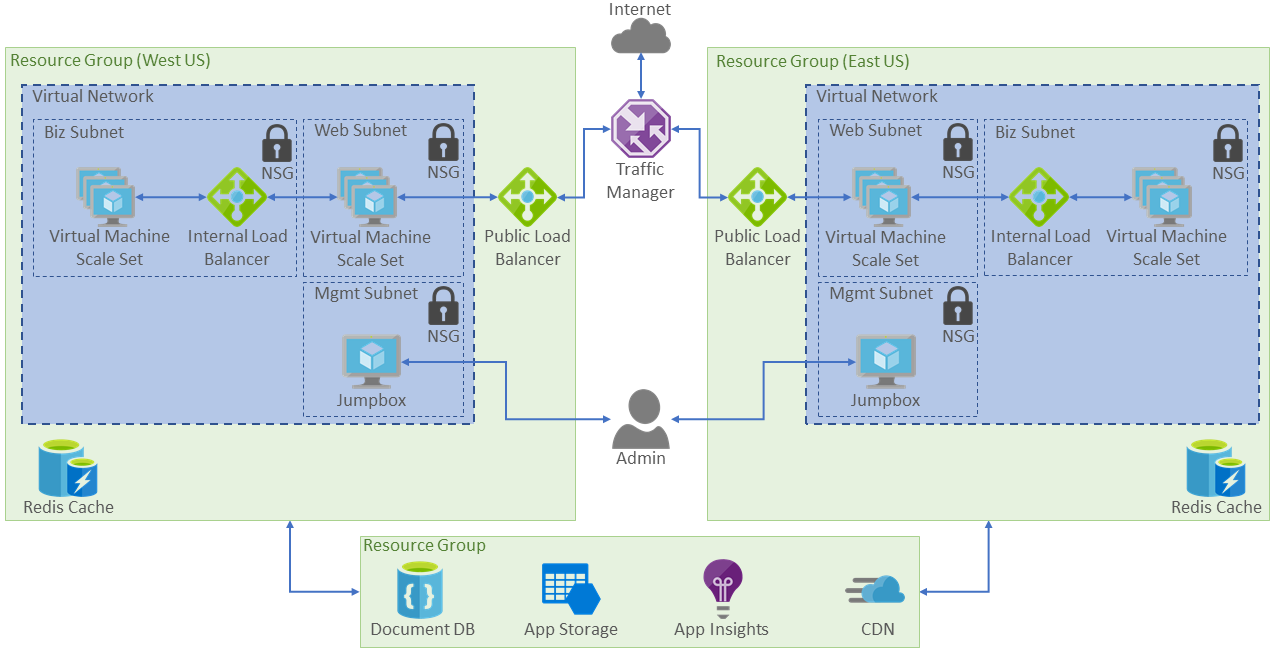 Internet
Resource Group (West US)
Virtual Network
Biz Subnet
NSG
Virtual Machine
Scale Set
Internal Load
Balancer
Web Subnet
NSG
Virtual Machine
Scale Set
Mgmt Subnet
NSG
Jumpbox
Public Load
Balancer
Redis Cache
Traffic
Manager
Admin
Resource Group (East US)
Virtual Network
Public Load
Balancer
Web Subnet
NSG
Virtual Machine
Scale Set
Biz Subnet
NSG
Internal Load
Balancer
Virtual Machine
Scale Set
Mgmt Subnet
NSG
Jumpbox
Redis Cache
Resource Group
Document DB
App Storage
App Insights
CDN